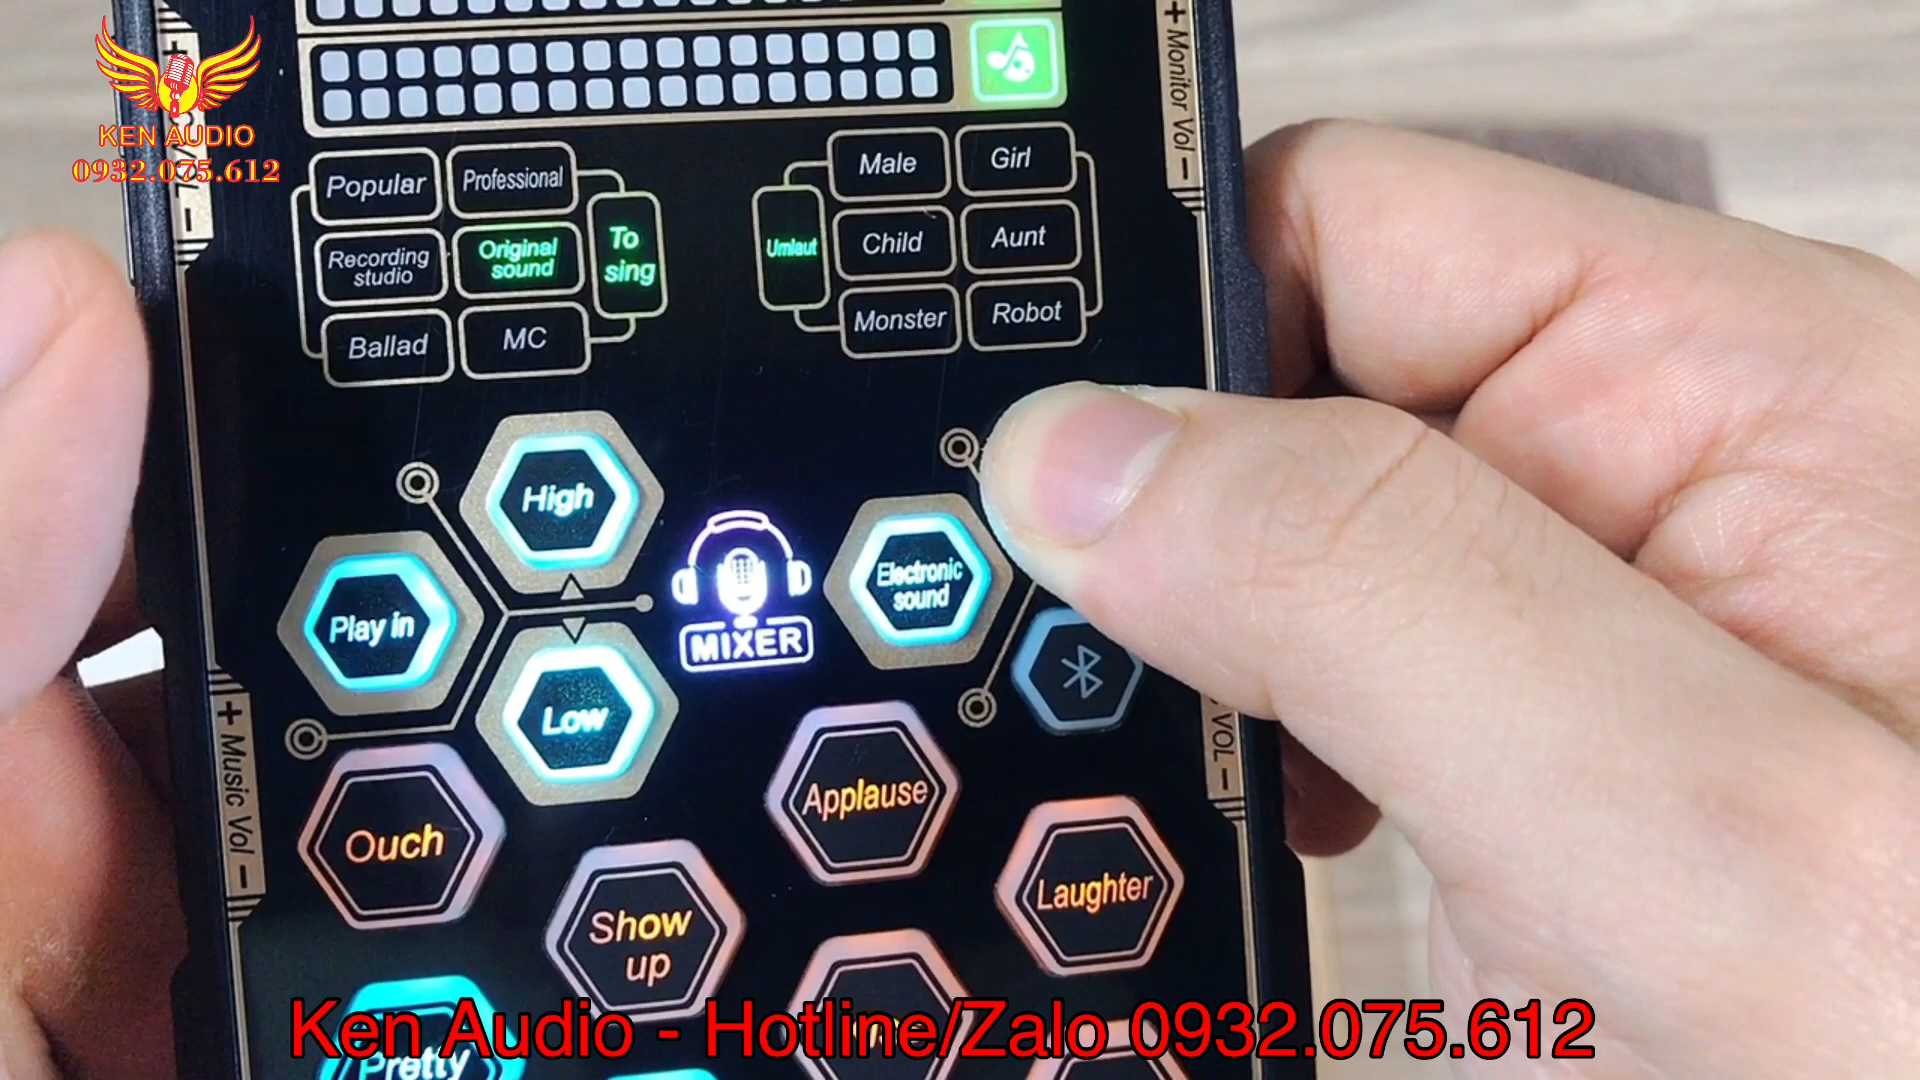 KEN AUDIO
0932.075.612
+ Monitor Vol -
Popular
Professional
Recording
studio
Original
sound
To
sing
Ballad
MC
Umlaut
Male
Girl
Child
Aunt
Monster
Robot
High
Play in
Low
MIXER
Electronic
sound
VOL -
+ Music Vol -
Ouch
Show
up
Applause
Laughter
Pretty
Ken Audio - Hotline/Zalo 0932.075.612